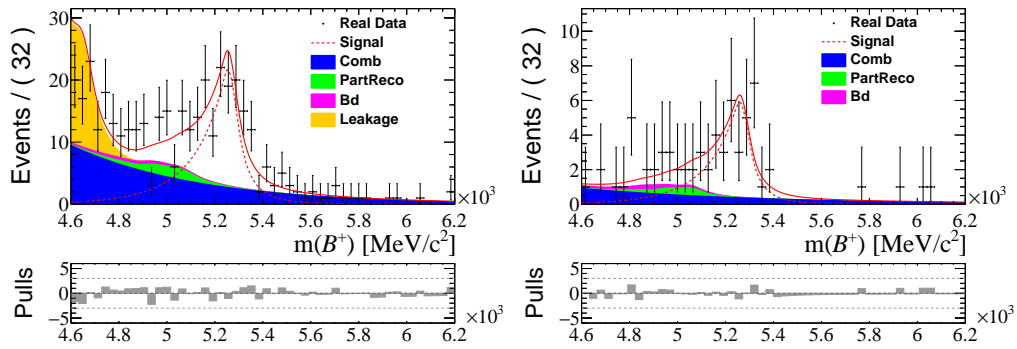 Events / ( 32 )
30
20
10
0
Real Data
Signal
Comb
PartReco
Bd
Leakage
4.6 4.8 5 5.2 5.4 5.6 5.8 6 6.2
×10³
m(B⁺) [MeV/c²]
Pulls
5
0
−5
×10³
4.6 4.8 5 5.2 5.4 5.6 5.8 6 6.2
Events / ( 32 )
10
8
6
4
2
0
Real Data
Signal
Comb
PartReco
Bd
4.6 4.8 5 5.2 5.4 5.6 5.8 6 6.2
×10³
m(B⁺) [MeV/c²]
Pulls
5
0
−5
×10³
4.6 4.8 5 5.2 5.4 5.6 5.8 6 6.2